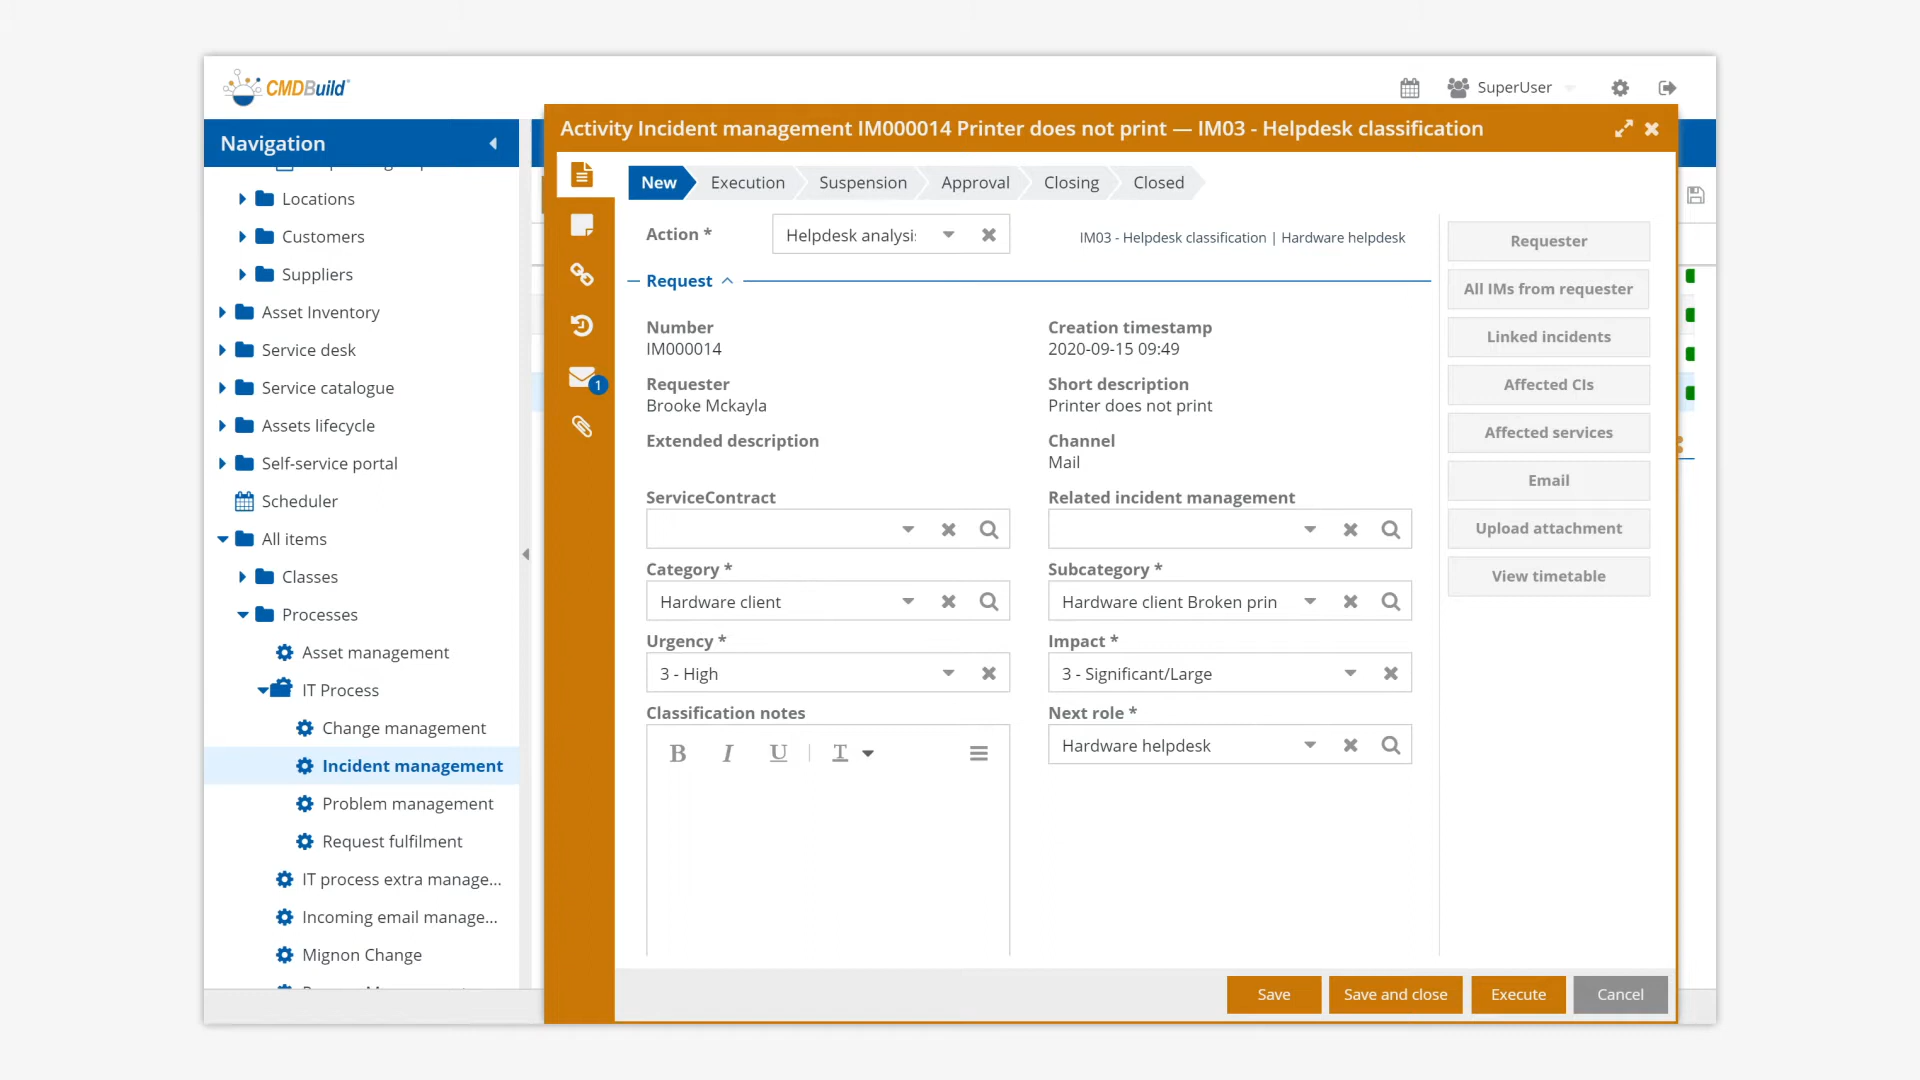 CMDBuild
SuperUser
Navigation
Locations
Customers
Suppliers
Asset Inventory
Service desk
Service catalogue
Assets lifecycle
Self-service portal
Scheduler
All items
Classes
Processes
Asset management
IT Process
Change management
Incident management
Problem management
Request fulfilment
IT process extra manage...
Incoming email manage...
Mignon Change
Activity Incident management IM000014 Printer does not print — IM03 - Helpdesk classification
New Execution Suspension Approval Closing Closed
1
Action * Helpdesk analysi
IM03 - Helpdesk classification | Hardware helpdesk
Request
Number
IM000014
Creation timestamp
2020-09-15 09:49
Requester
Brooke Mckayla
Short description
Printer does not print
Extended description
Channel
Mail
ServiceContract
Related incident management
Category *
Hardware client
Subcategory *
Hardware client Broken prin
Urgency *
3 - High
Impact *
3 - Significant/Large
Classification notes
B I U T
Next role *
Hardware helpdesk
Requester
All IMs from requester
Linked incidents
Affected CIs
Affected services
Email
Upload attachment
View timetable
Save Save and close Execute Cancel